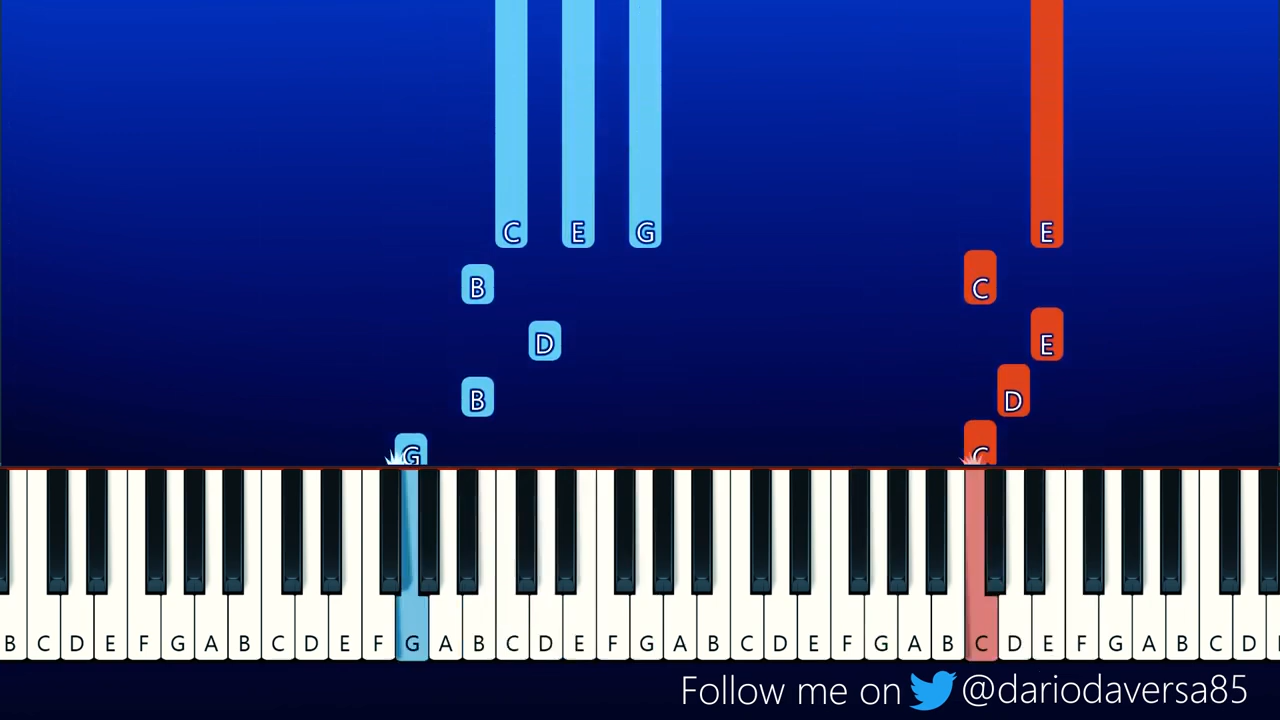 C E G E
B C
D E
B D
G C
B C D E F G A B C D E F G A B C D E F G A B C D E F G A B C D E F G A B C D
Follow me on @dariodaversa85